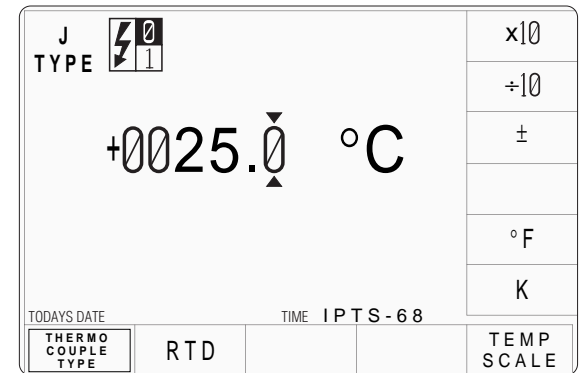 J
TYPE
0
1
+0025.0 °C
TODAYS DATE
TIME IPTS-68
x10
÷10
±
°F
K
THERMO
COUPLE
TYPE
RTD
TEMP
SCALE